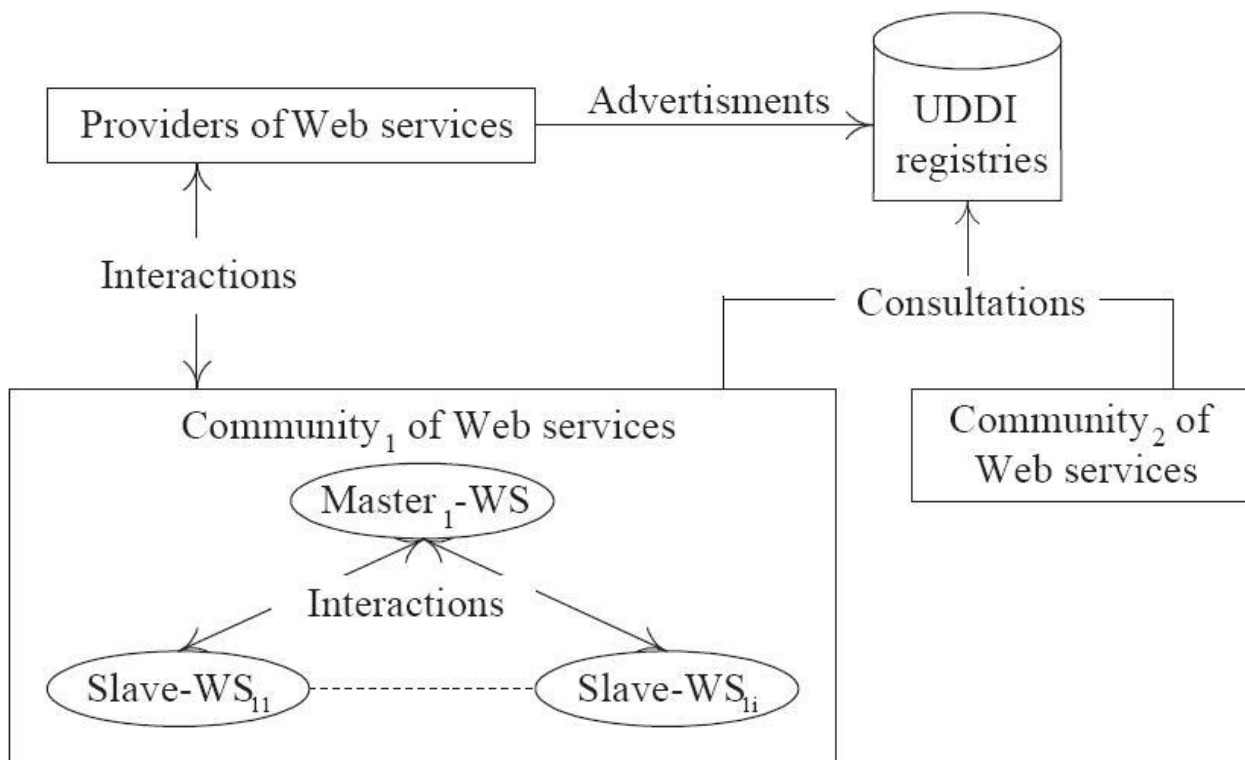 Providers of Web services
Advertisments
UDDI
registries
Interactions
Consultations
Community₁ of Web services
Master₁-WS
Interactions
Slave-WS₁₁
Slave-WS₁ᵢ
Community₂ of
Web services